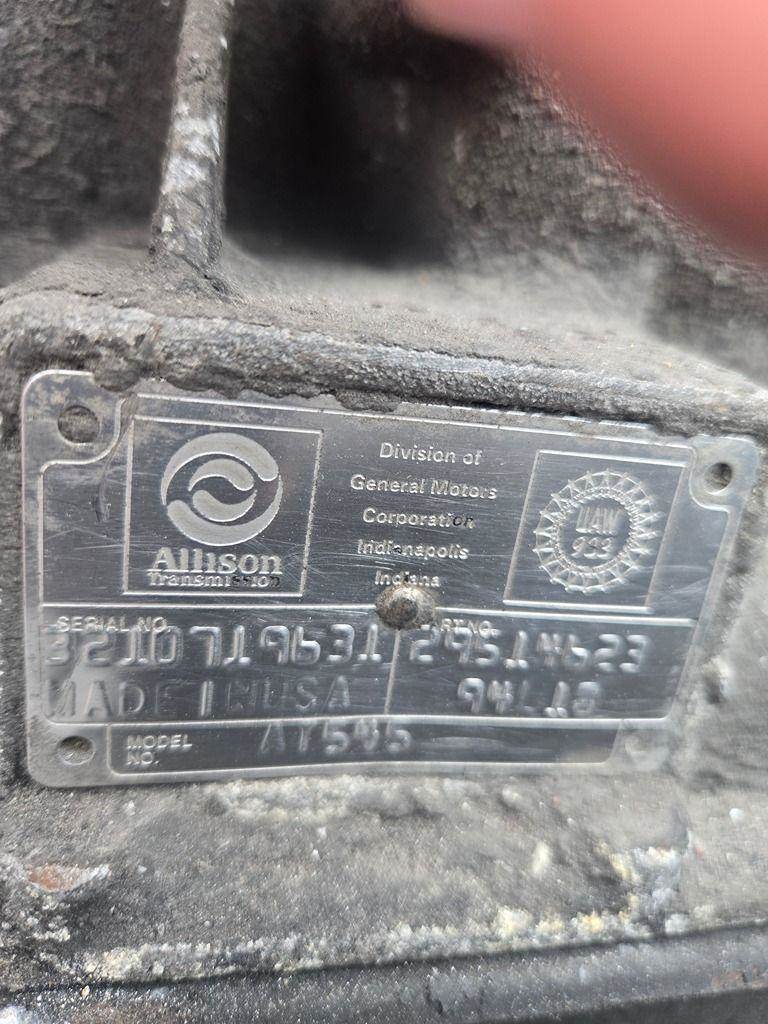 Allison
Transmission
Division of
General Motors
Corporation
Indianapolis
Indiana
UAW
933
SERIAL NO.
3210719631
PART NO.
29514623
MADE IN USA
94L13
MODEL
NO.
AT545